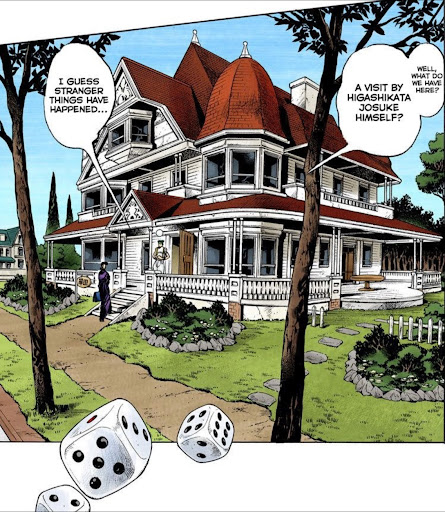 WELL,
WHAT DO
WE HAVE
HERE?
A VISIT BY
HIGASHIKATA
JOSUKE
HIMSELF?
I GUESS
STRANGER
THINGS HAVE
HAPPENED...